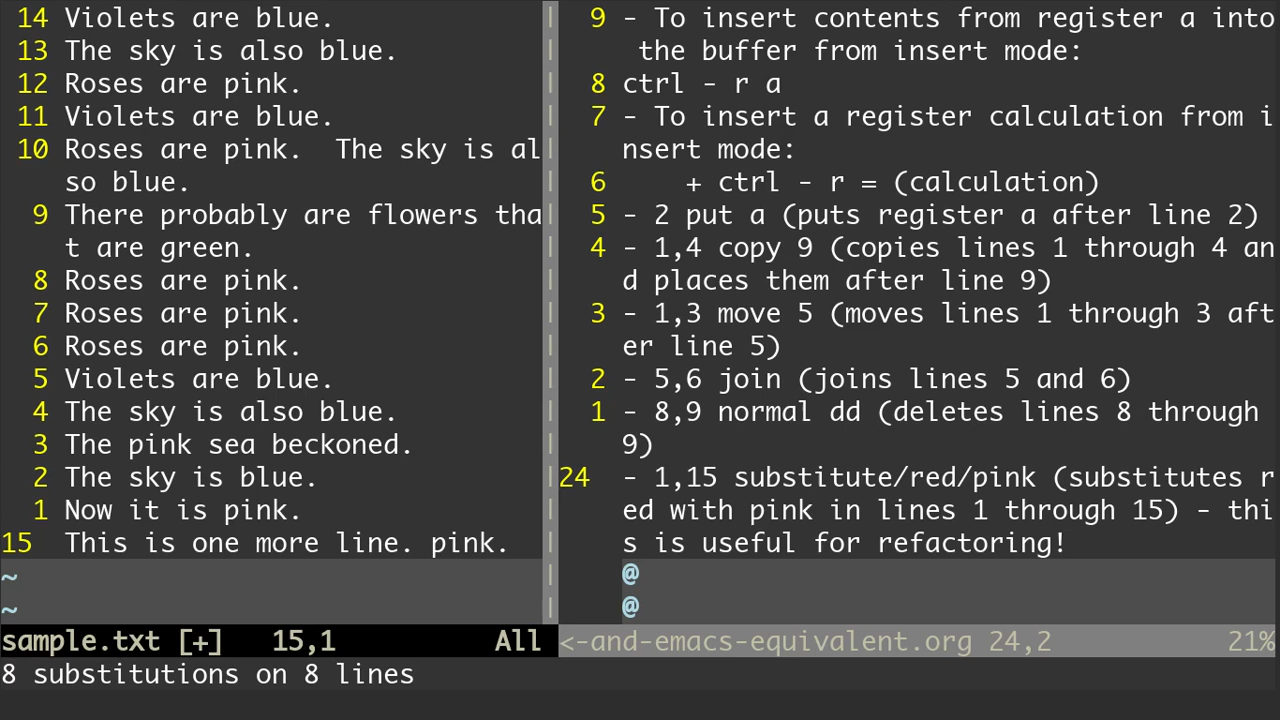 14 Violets are blue.
13 The sky is also blue.
12 Roses are pink.
11 Violets are blue.
10 Roses are pink.  The sky is al
so blue.
9 There probably are flowers tha
t are green.
8 Roses are pink.
7 Roses are pink.
6 Roses are pink.
5 Violets are blue.
4 The sky is also blue.
3 The pink sea beckoned.
2 The sky is blue.
1 Now it is pink.
15  This is one more line. pink.
~
~
sample.txt [+]   15,1          All
9 - To insert contents from register a into
the buffer from insert mode:
8 ctrl - r a
7 - To insert a register calculation from i
nsert mode:
6     + ctrl - r = (calculation)
5 - 2 put a (puts register a after line 2)
4 - 1,4 copy 9 (copies lines 1 through 4 an
d places them after line 9)
3 - 1,3 move 5 (moves lines 1 through 3 aft
er line 5)
2 - 5,6 join (joins lines 5 and 6)
1 - 8,9 normal dd (deletes lines 8 through
9)
24  - 1,15 substitute/red/pink (substitutes r
ed with pink in lines 1 through 15) - thi
s is useful for refactoring!
@
@
<-and-emacs-equivalent.org 24,2          21%
8 substitutions on 8 lines